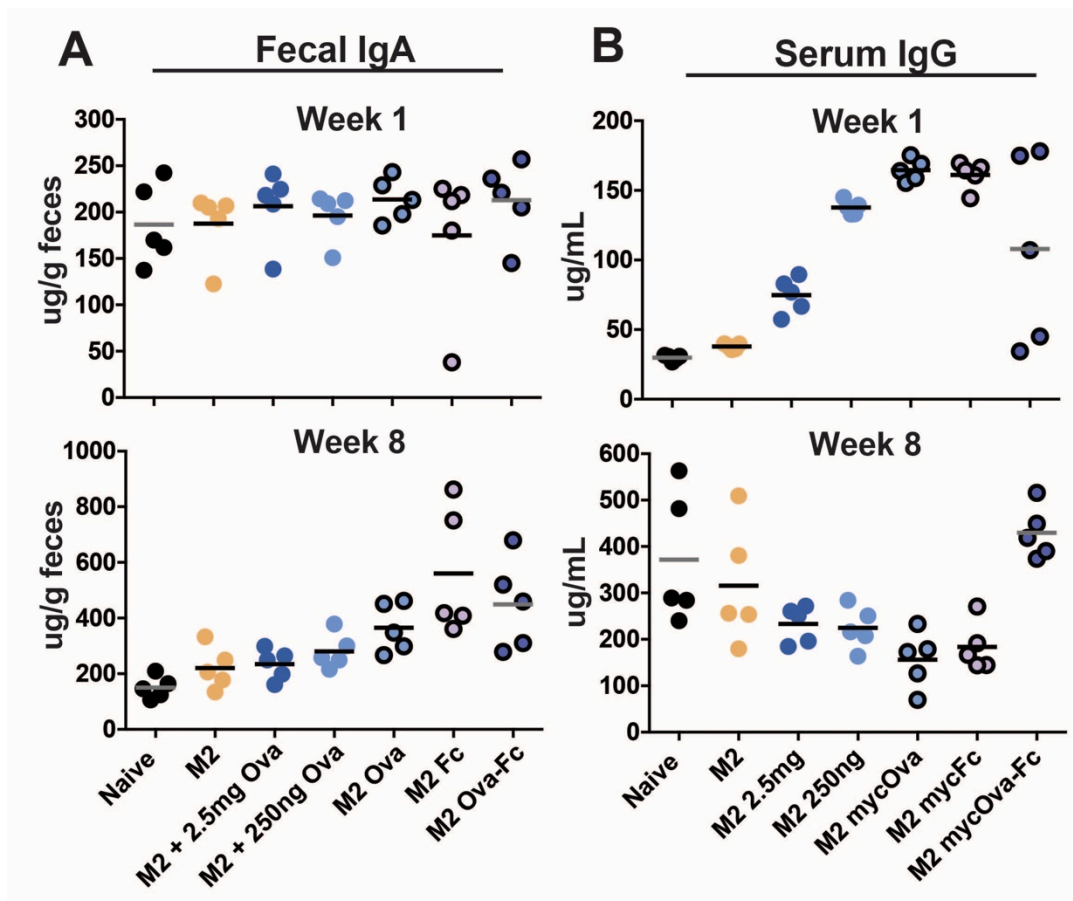 A
Fecal IgA
Week 1
ug/g feces
300
250
200
150
100
50
0
Week 8
ug/g feces
1000
800
600
400
200
0
Naive
M2
M2 + 2.5mg Ova
M2 + 250ng Ova
M2 Ova
M2 Fc
M2 Ova-Fc
B
Serum IgG
Week 1
ug/mL
200
150
100
50
0
Week 8
ug/mL
600
500
400
300
200
100
0
Naive
M2
M2 2.5mg
M2 250ng
M2 mycOva
M2 mycFc
M2 mycOva-Fc